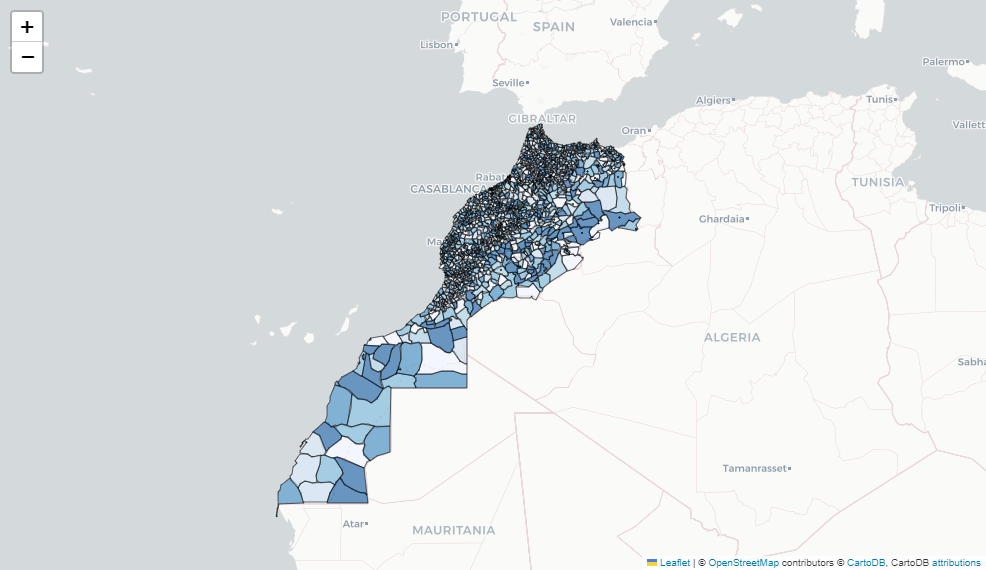 +
−
PORTUGAL
SPAIN
Valencia
Lisbon
Palermo
Seville
Algiers
Tunis
GIBRALTAR
Vallett
Oran
Rabat
TUNISIA
CASABLANCA
Tripoli
Ghardaia
Ma
ALGERIA
Sabha
Tamanrasset
Atar
MAURITANIA
Leaflet | © OpenStreetMap contributors © CartoDB, CartoDB attributions